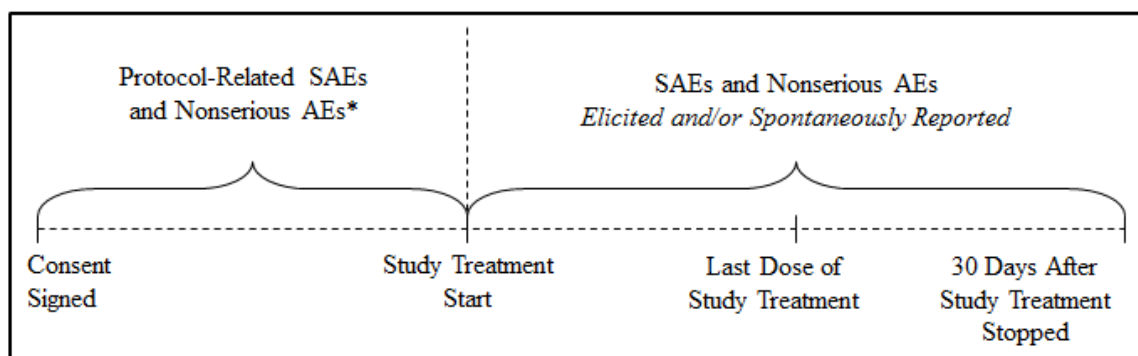 Protocol-Related SAEs
and Nonserious AEs*
SAEs and Nonserious AEs
Elicited and/or Spontaneously Reported
Consent
Signed
Study Treatment
Start
Last Dose of
Study Treatment
30 Days After
Study Treatment
Stopped